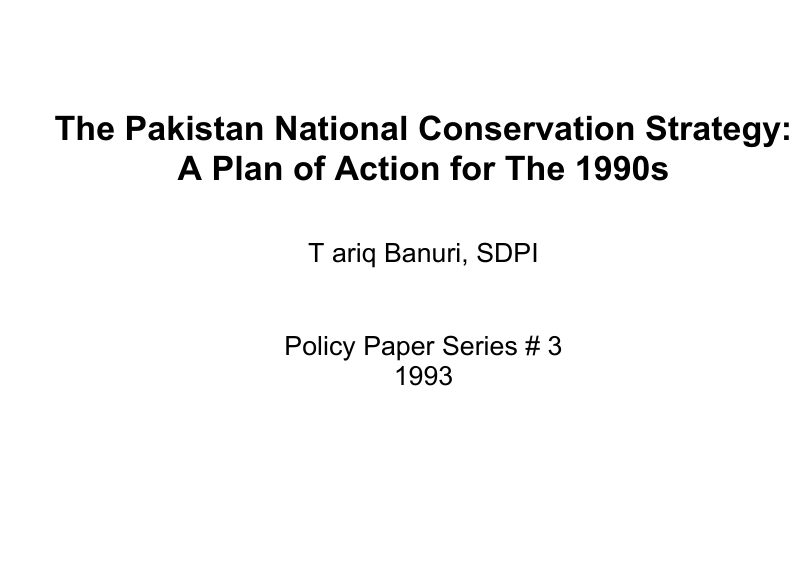 The Pakistan National Conservation Strategy:
A Plan of Action for The 1990s
T ariq Banuri, SDPI
Policy Paper Series # 3
1993